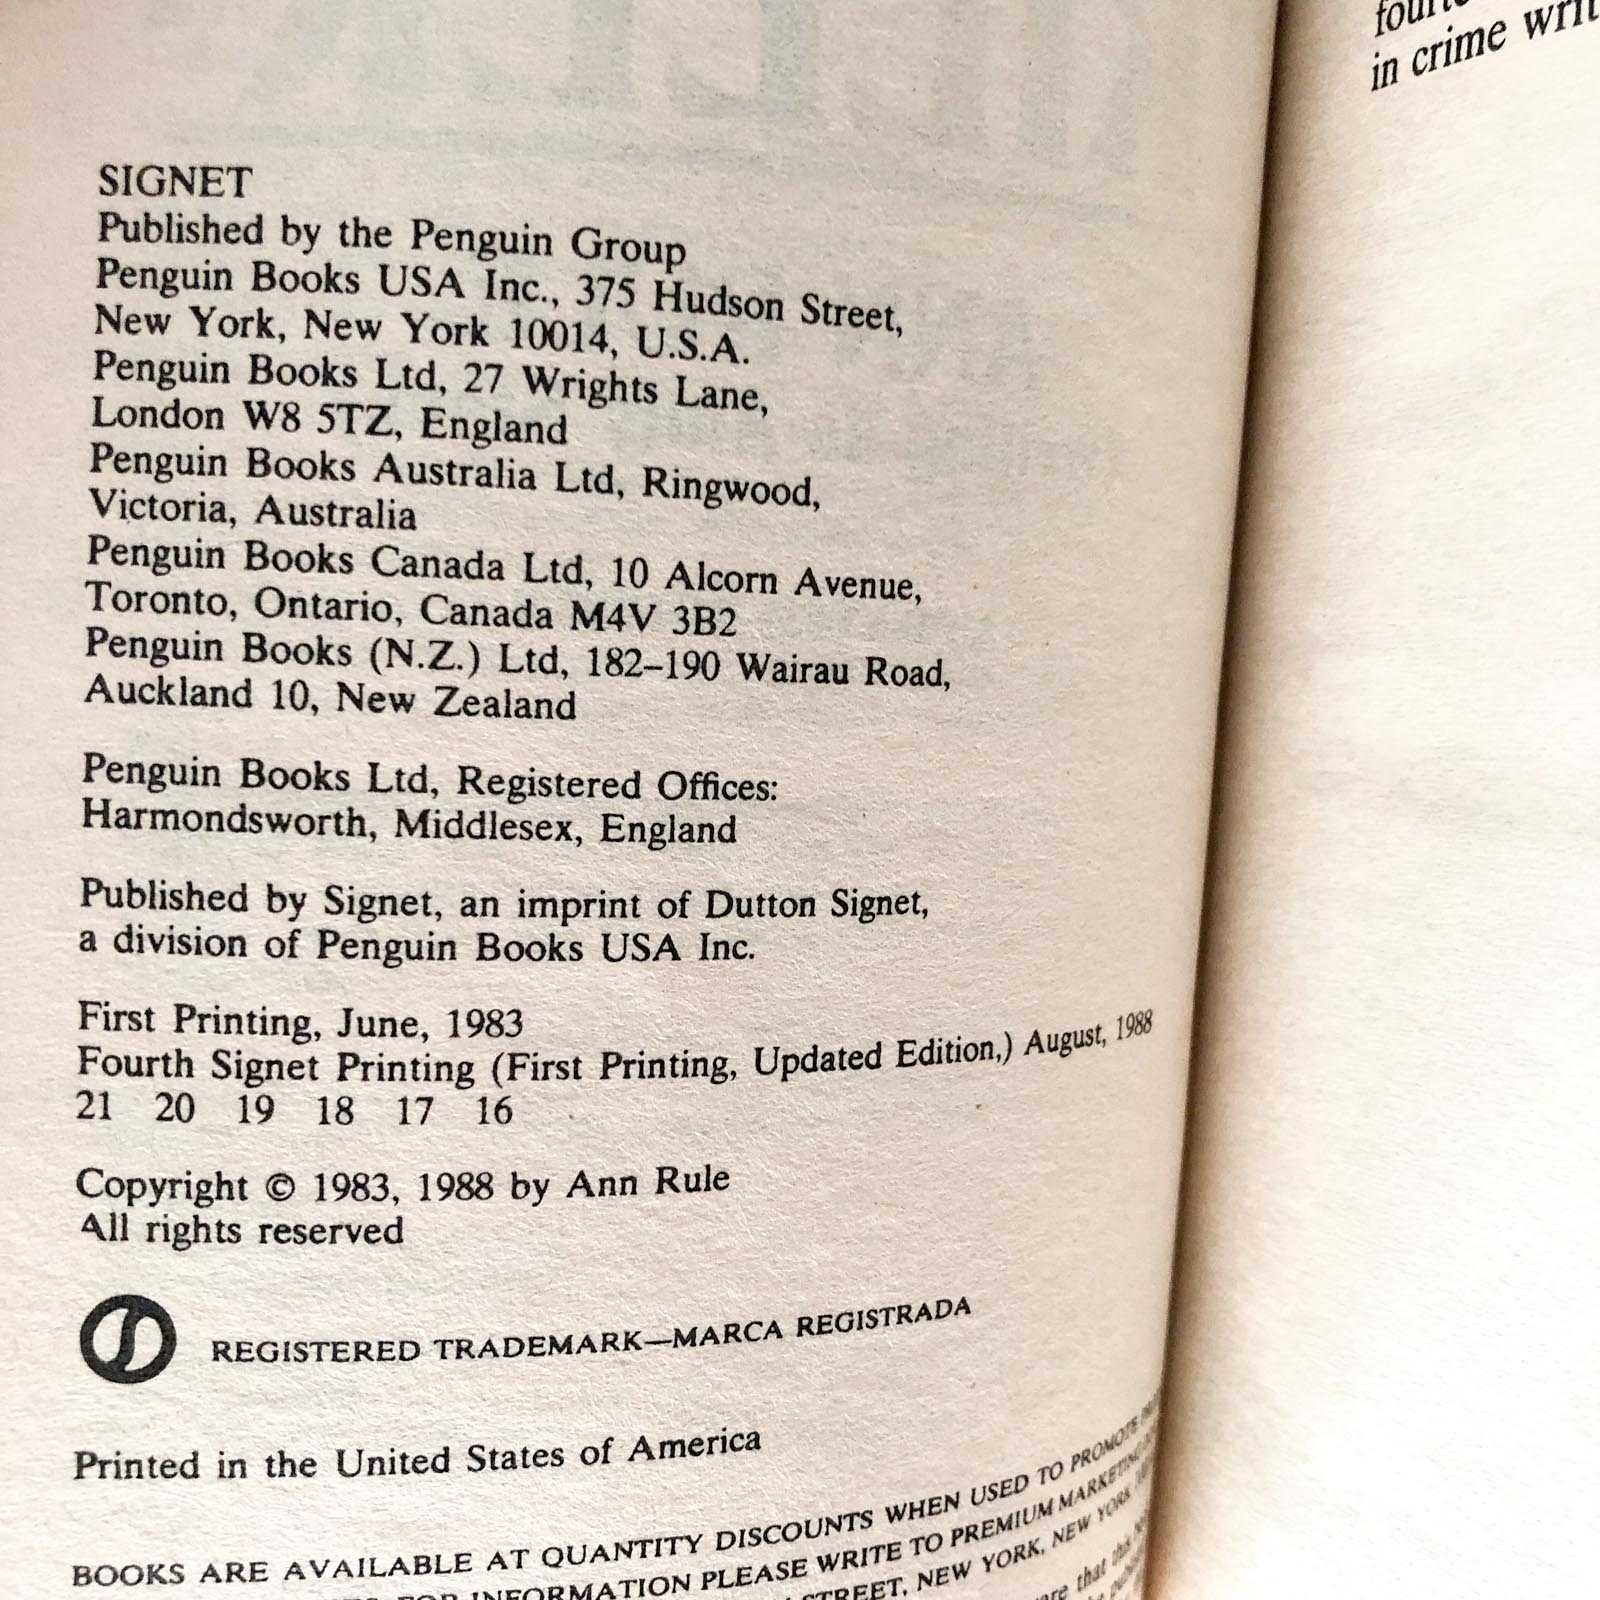 SIGNET
Published by the Penguin Group
Penguin Books USA Inc., 375 Hudson Street,
New York, New York 10014, U.S.A.
Penguin Books Ltd, 27 Wrights Lane,
London W8 5TZ, England
Penguin Books Australia Ltd, Ringwood,
Victoria, Australia
Penguin Books Canada Ltd, 10 Alcorn Avenue,
Toronto, Ontario, Canada M4V 3B2
Penguin Books (N.Z.) Ltd, 182–190 Wairau Road,
Auckland 10, New Zealand
Penguin Books Ltd, Registered Offices:
Harmondsworth, Middlesex, England
Published by Signet, an imprint of Dutton Signet,
a division of Penguin Books USA Inc.
First Printing, June, 1983
Fourth Signet Printing (First Printing, Updated Edition,) August, 1988
21 20 19 18 17 16
Copyright © 1983, 1988 by Ann Rule
All rights reserved
REGISTERED TRADEMARK—MARCA REGISTRADA
Printed in the United States of America
BOOKS ARE AVAILABLE AT QUANTITY DISCOUNTS WHEN USED TO PROMOTE
FOR INFORMATION PLEASE WRITE TO PREMIUM MARKETING
STREET, NEW YORK, NEW YORK
that this
in crime